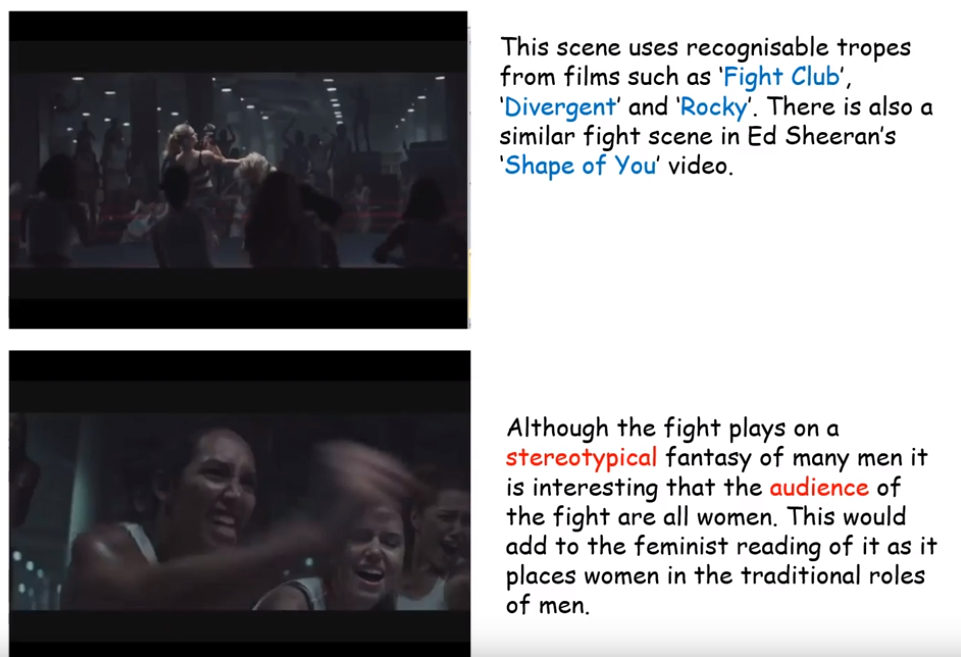 This scene uses recognisable tropes
from films such as ‘Fight Club’,
‘Divergent’ and ‘Rocky’. There is also a
similar fight scene in Ed Sheeran’s
‘Shape of You’ video.
Although the fight plays on a
stereotypical fantasy of many men it
is interesting that the audience of
the fight are all women. This would
add to the feminist reading of it as it
places women in the traditional roles
of men.